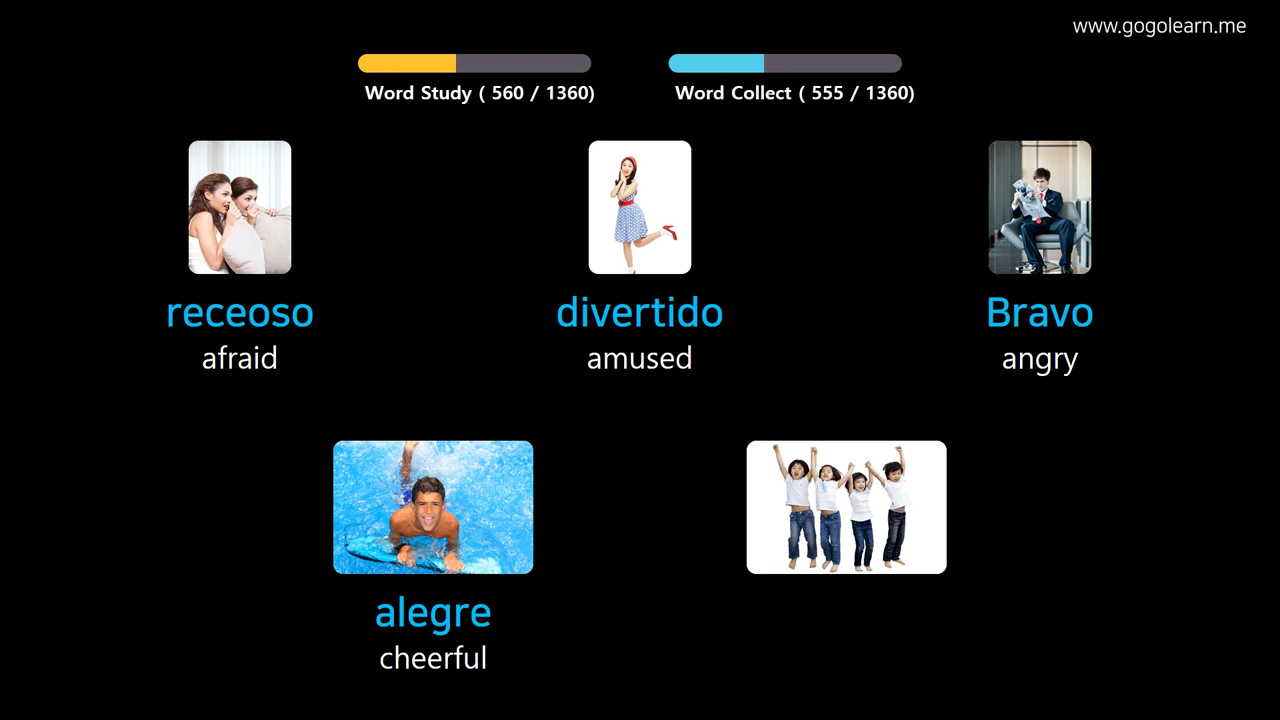 www.gogolearn.me
Word Study ( 560 / 1360)
Word Collect ( 555 / 1360)
receoso
afraid
divertido
amused
Bravo
angry
alegre
cheerful